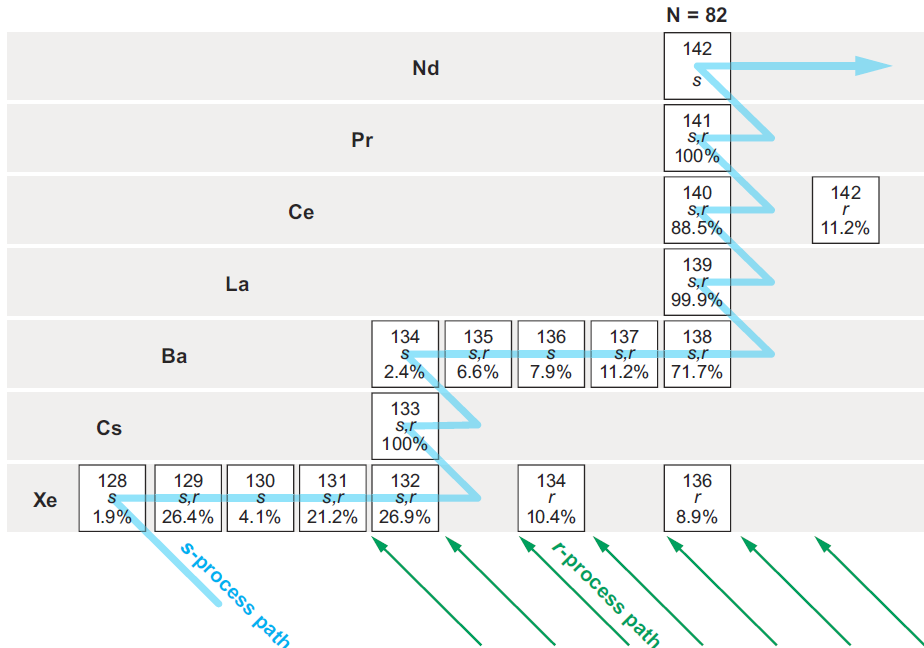 N = 82
Nd
142
s
Pr
141
s,r
100%
Ce
140
s,r
88.5%
142
r
11.2%
La
139
s,r
99.9%
Ba
134
s
2.4%
135
s,r
6.6%
136
s
7.9%
137
s,r
11.2%
138
s,r
71.7%
Cs
133
s,r
100%
Xe
128
s
1.9%
129
s,r
26.4%
130
s
4.1%
131
s,r
21.2%
132
s,r
26.9%
134
r
10.4%
136
r
8.9%
s-process path
r-process path